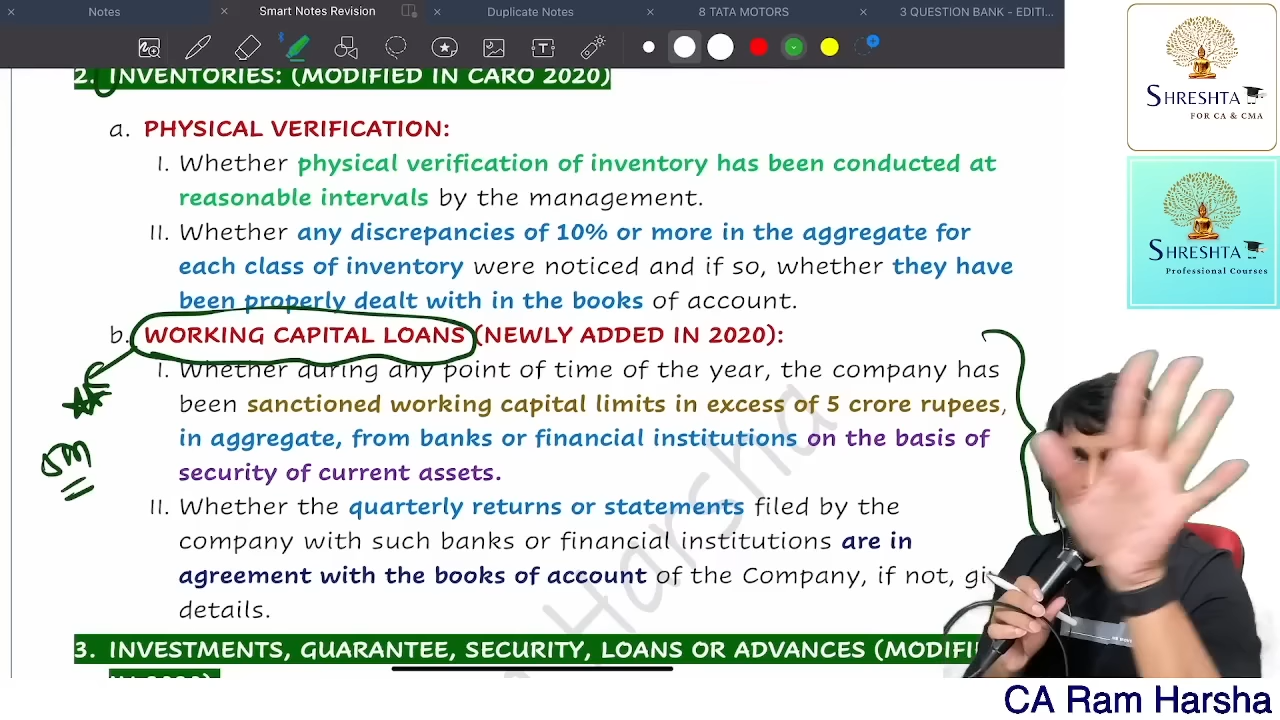 Notes
Smart Notes Revision
Duplicate Notes
8 TATA MOTORS
3 QUESTION BANK - EDITI...
2. INVENTORIES: (MODIFIED IN CARO 2020)
a. PHYSICAL VERIFICATION:
I. Whether physical verification of inventory has been conducted at
reasonable intervals by the management.
II. Whether any discrepancies of 10% or more in the aggregate for
each class of inventory were noticed and if so, whether they have
been properly dealt with in the books of account.
b. WORKING CAPITAL LOANS (NEWLY ADDED IN 2020):
I. Whether during any point of time of the year, the company has
been sanctioned working capital limits in excess of 5 crore rupees,
in aggregate, from banks or financial institutions on the basis of
security of current assets.
5M
II. Whether the quarterly returns or statements filed by the
company with such banks or financial institutions are in
agreement with the books of account of the Company, if not, gi
details.
3. INVESTMENTS, GUARANTEE, SECURITY, LOANS OR ADVANCES (MODIFI
Harsha
SHRESHTA
FOR CA & CMA
SHRESHTA
Professional Courses
CA Ram Harsha